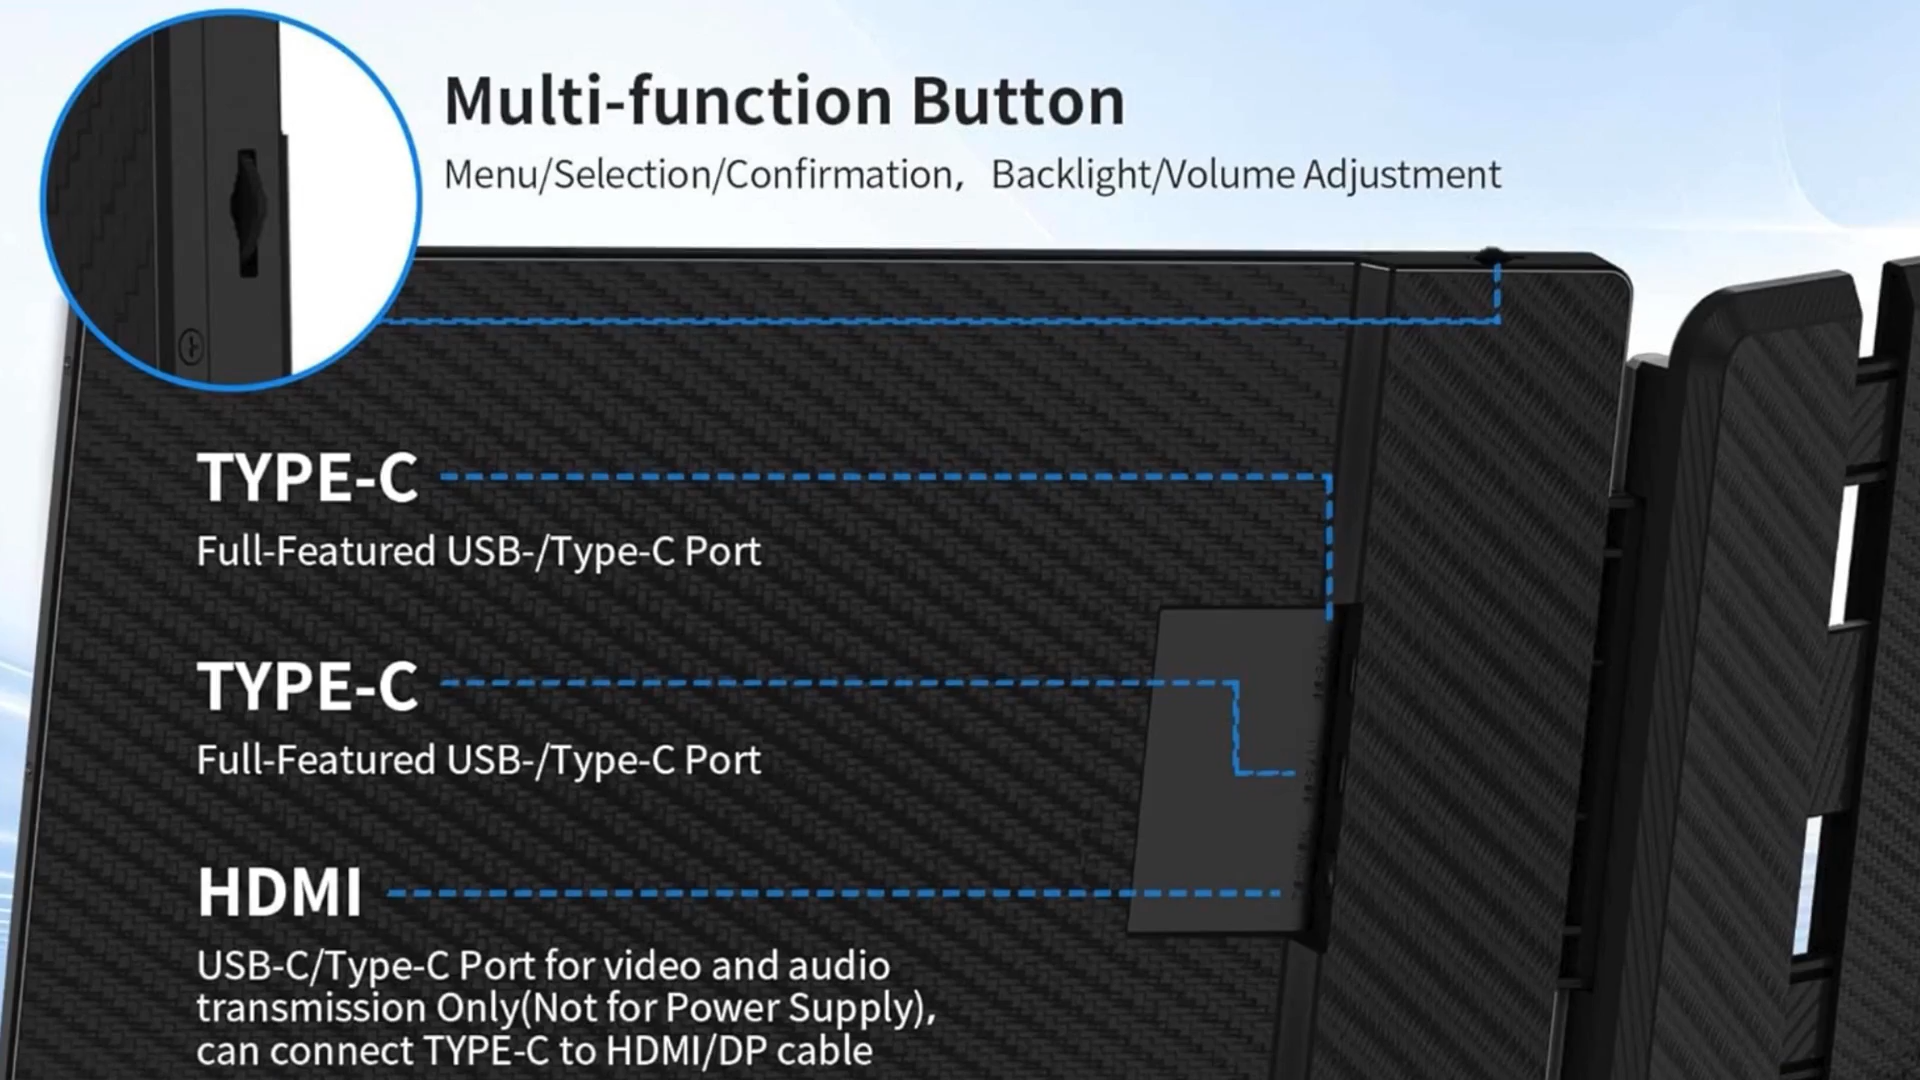 Multi-function Button
Menu/Selection/Confirmation, Backlight/Volume Adjustment
TYPE-C
Full-Featured USB-/Type-C Port
TYPE-C
Full-Featured USB-/Type-C Port
HDMI
USB-C/Type-C Port for video and audio
transmission Only(Not for Power Supply),
can connect TYPE-C to HDMI/DP cable